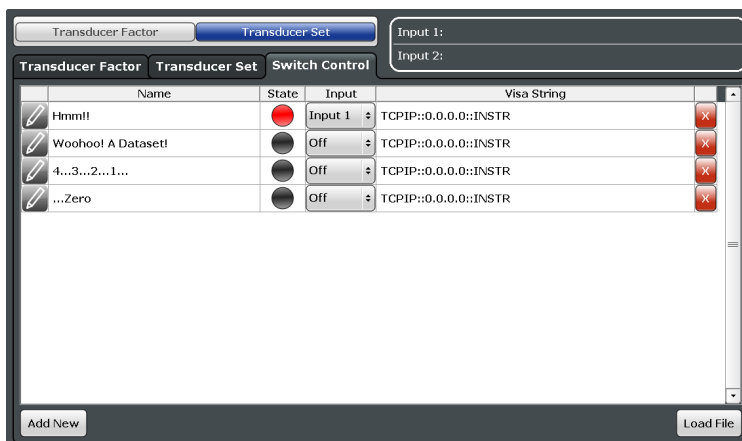 Transducer Factor Transducer Set
Input 1:
Input 2:
Transducer Factor Transducer Set Switch Control
Name State Input Visa String
Hmm!! Input 1 TCPIP::0.0.0.0::INSTR X
Woohoo! A Dataset! Off TCPIP::0.0.0.0::INSTR X
4...3...2...1... Off TCPIP::0.0.0.0::INSTR X
...Zero Off TCPIP::0.0.0.0::INSTR X
Add New Load File